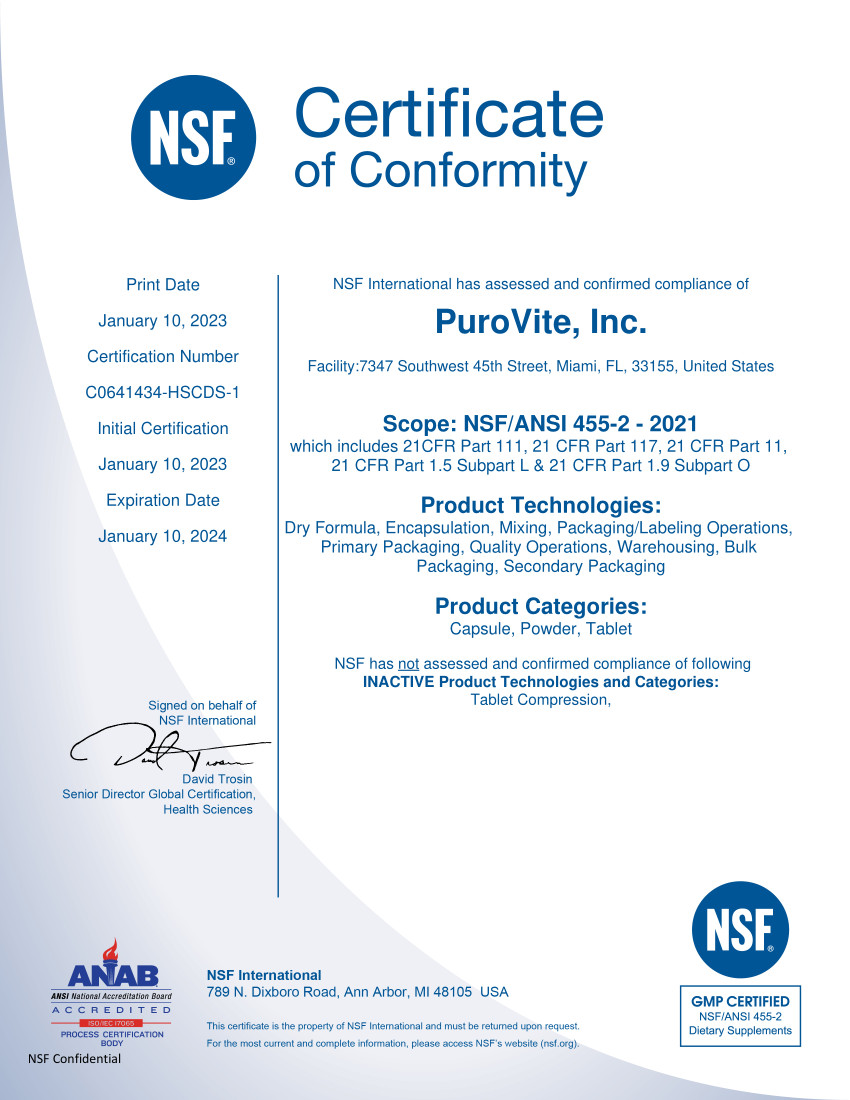 NSF®
Certificate
of Conformity
Print Date
January 10, 2023
Certification Number
C0641434-HSCDS-1
Initial Certification
January 10, 2023
Expiration Date
January 10, 2024
Signed on behalf of
NSF International
David Trosin
David Trosin
Senior Director Global Certification,
Health Sciences
NSF International has assessed and confirmed compliance of
PuroVite, Inc.
Facility:7347 Southwest 45th Street, Miami, FL, 33155, United States
Scope: NSF/ANSI 455-2 - 2021
which includes 21CFR Part 111, 21 CFR Part 117, 21 CFR Part 11,
21 CFR Part 1.5 Subpart L & 21 CFR Part 1.9 Subpart O
Product Technologies:
Dry Formula, Encapsulation, Mixing, Packaging/Labeling Operations,
Primary Packaging, Quality Operations, Warehousing, Bulk
Packaging, Secondary Packaging
Product Categories:
Capsule, Powder, Tablet
NSF has not assessed and confirmed compliance of following
INACTIVE Product Technologies and Categories:
Tablet Compression,
ANAB
ANSI National Accreditation Board
ACCREDITED
ISO/IEC 17065
PROCESS CERTIFICATION
BODY
NSF Confidential
NSF International
789 N. Dixboro Road, Ann Arbor, MI 48105  USA
This certificate is the property of NSF International and must be returned upon request.
For the most current and complete information, please access NSF's website (nsf.org).
NSF®
GMP CERTIFIED
NSF/ANSI 455-2
Dietary Supplements